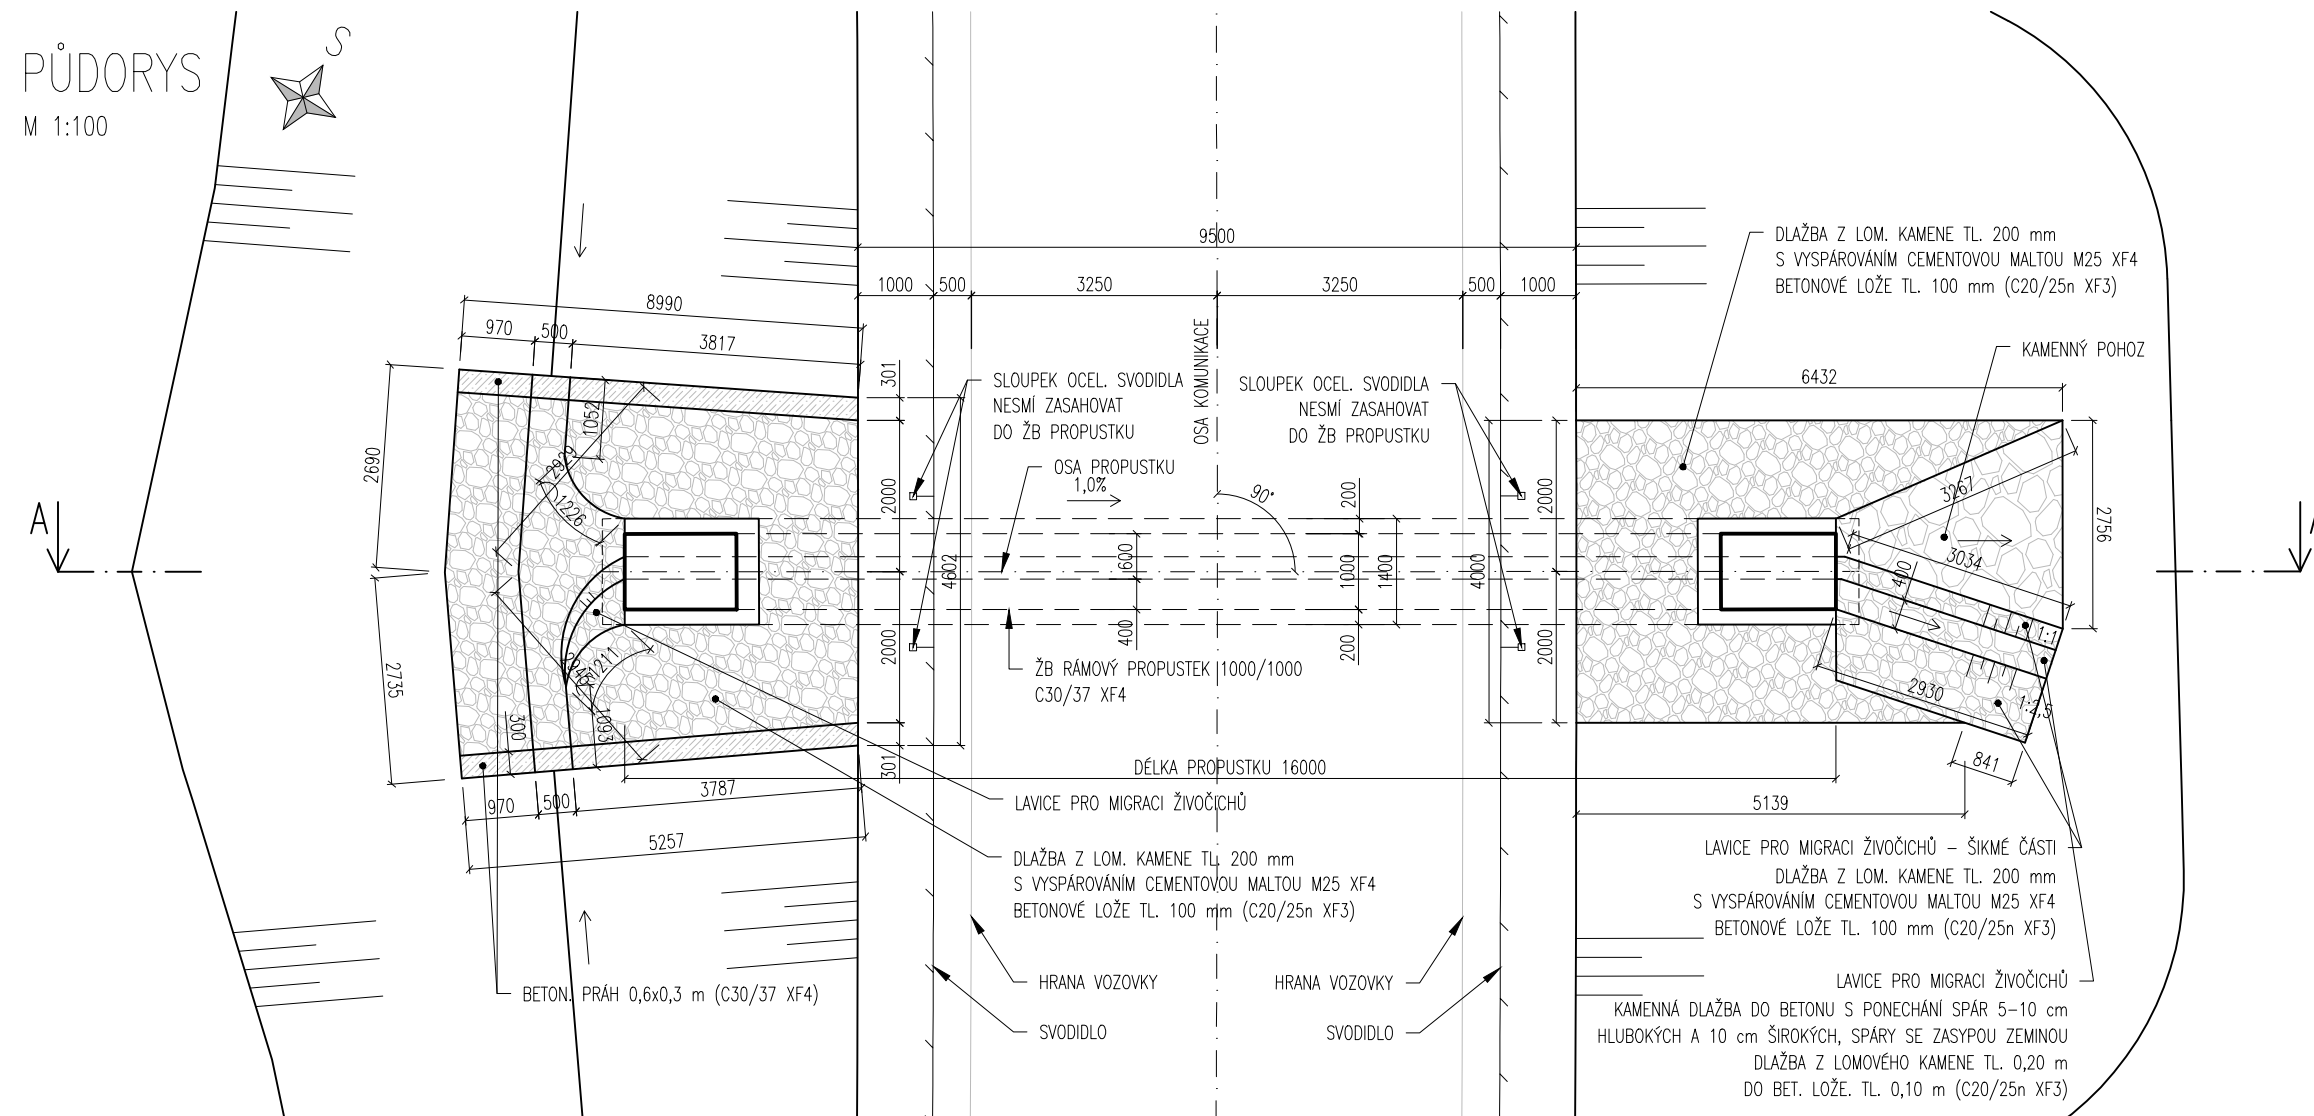 PŮDORYS
M 1:100
S
A
9500
1000
500
3250
3250
500
1000
8990
970
500
3817
301
2690
1052
2929
1226
2000
2735
300
2946
1211
1093
2000
301
4602
970
500
3787
5257
OSA KOMUNIKACE
SLOUPEK OCEL. SVODIDLA
NESMÍ ZASAHOVAT
DO ŽB PROPUSTKU
SLOUPEK OCEL. SVODIDLA
NESMÍ ZASAHOVAT
DO ŽB PROPUSTKU
OSA PROPUSTKU
1,0%
90°
600
400
200
1000
1400
200
4000
2000
2000
ŽB RÁMOVÝ PROPUSTEK 1000/1000
C30/37 XF4
DÉLKA PROPUSTKU 16000
LAVICE PRO MIGRACI ŽIVOČICHŮ
DLAŽBA Z LOM. KAMENE TL. 200 mm
S VYSPÁROVÁNÍM CEMENTOVOU MALTOU M25 XF4
BETONOVÉ LOŽE TL. 100 mm (C20/25n XF3)
BETON. PRÁH 0,6x0,3 m (C30/37 XF4)
HRANA VOZOVKY
SVODIDLO
HRANA VOZOVKY
SVODIDLO
DLAŽBA Z LOM. KAMENE TL. 200 mm
S VYSPÁROVÁNÍM CEMENTOVOU MALTOU M25 XF4
BETONOVÉ LOŽE TL. 100 mm (C20/25n XF3)
KAMENNÝ POHOZ
6432
3267
2756
3034
400
1:1
2930
1:2,5
841
5139
LAVICE PRO MIGRACI ŽIVOČICHŮ – ŠIKMÉ ČÁSTI
DLAŽBA Z LOM. KAMENE TL. 200 mm
S VYSPÁROVÁNÍM CEMENTOVOU MALTOU M25 XF4
BETONOVÉ LOŽE TL. 100 mm (C20/25n XF3)
LAVICE PRO MIGRACI ŽIVOČICHŮ
KAMENNÁ DLAŽBA DO BETONU S PONECHÁNÍ SPÁR 5–10 cm
HLUBOKÝCH A 10 cm ŠIROKÝCH, SPÁRY SE ZASYPOU ZEMINOU
DLAŽBA Z LOMOVÉHO KAMENE TL. 0,20 m
DO BET. LOŽE. TL. 0,10 m (C20/25n XF3)